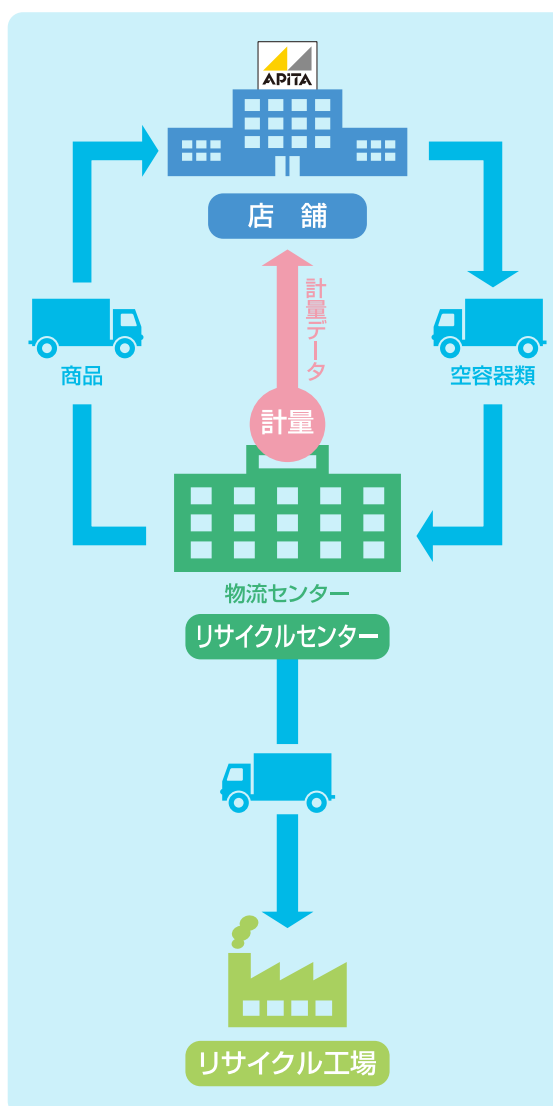 APiTA
店 舗
計量データ
商品
空容器類
計量
物流センター
リサイクルセンター
リサイクル工場